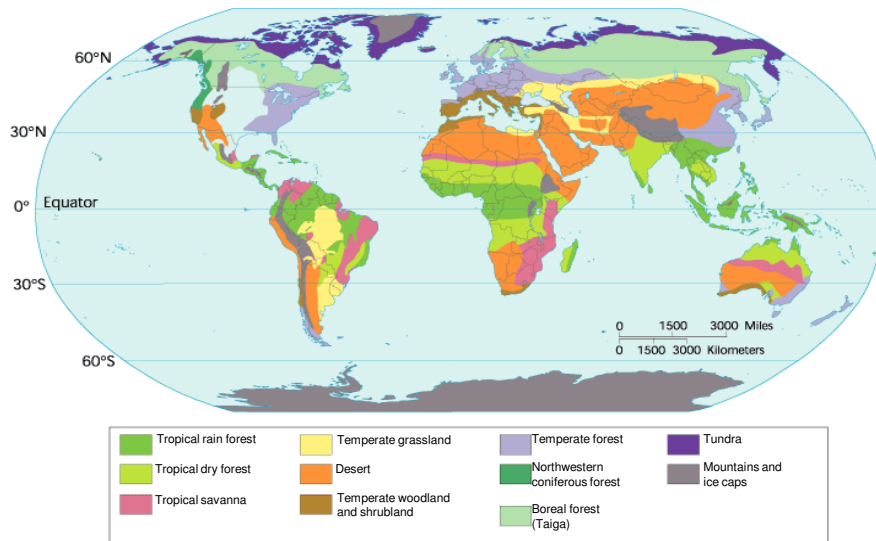 60°N
30°N
Equator
0°
30°S
0 1500 3000 Miles
0 1500 3000 Kilometers
60°S
Tropical rain forest
Temperate grassland
Temperate forest
Tundra
Tropical dry forest
Desert
Northwestern
coniferous forest
Mountains and
ice caps
Tropical savanna
Temperate woodland
and shrubland
Boreal forest
(Taiga)